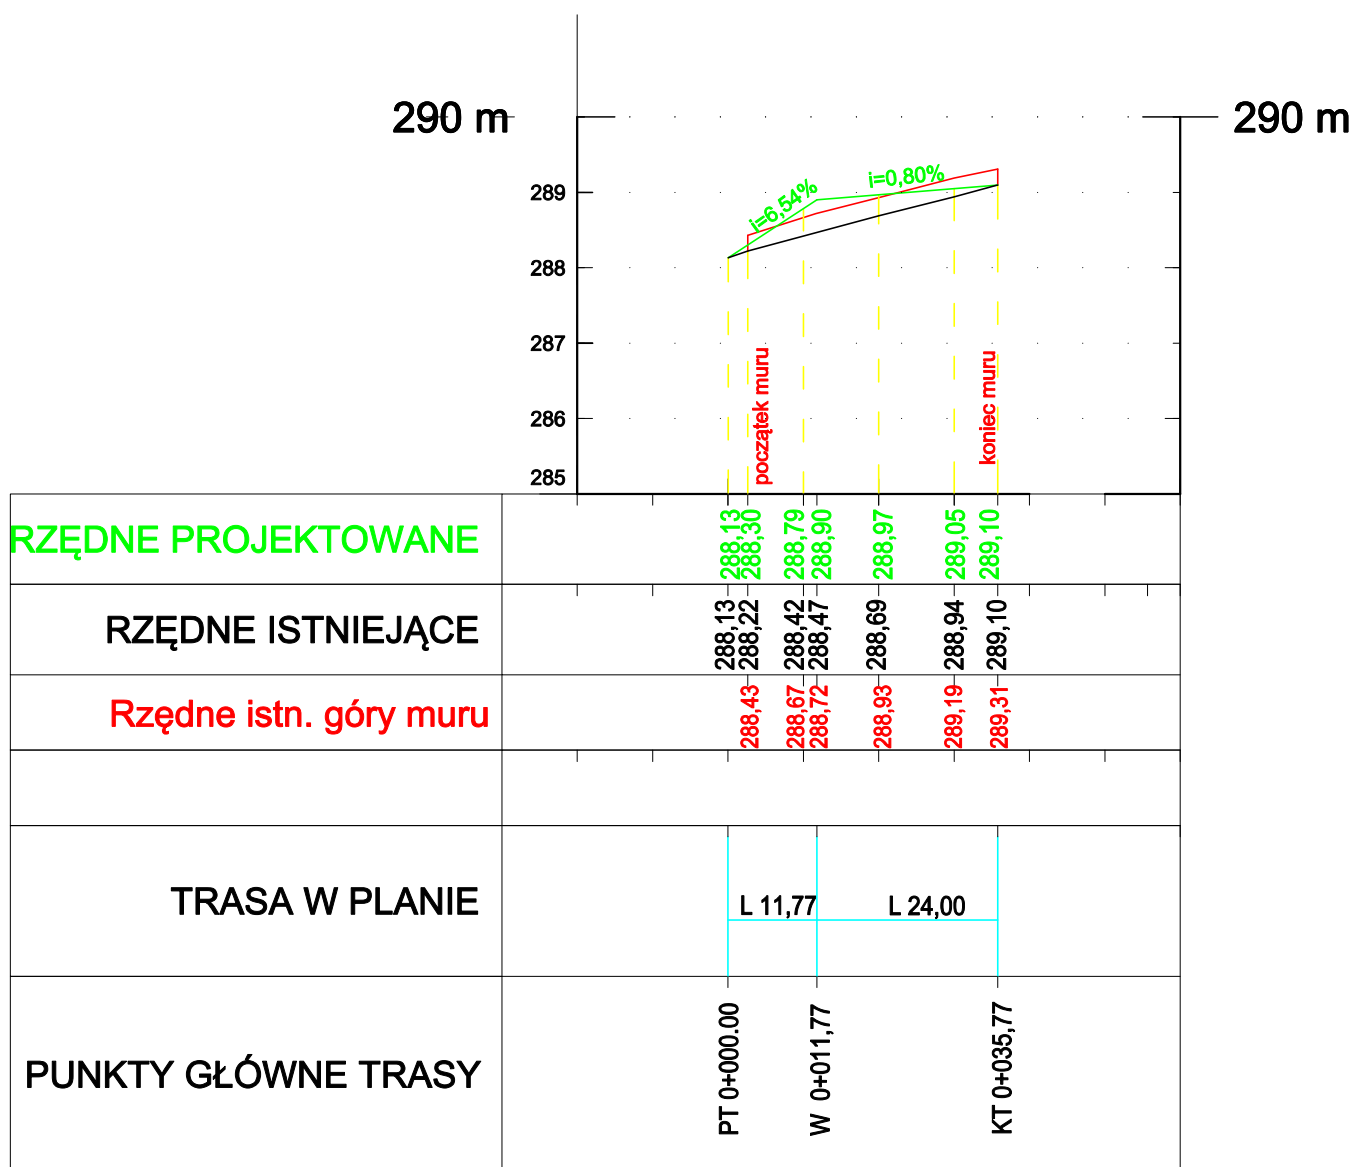 290 m
290 m
289
288
287
286
285
i=6,54%
i=0,80%
początek muru
koniec muru
RZĘDNE PROJEKTOWANE
288,13
288,30
288,79
288,90
288,97
289,05
289,10
RZĘDNE ISTNIEJĄCE
288,13
288,22
288,42
288,47
288,69
288,94
289,10
Rzędne istn. góry muru
288,43
288,67
288,72
288,93
289,19
289,31
TRASA W PLANIE
L 11,77
L 24,00
PUNKTY GŁÓWNE TRASY
PT 0+000.00
W 0+011,77
KT 0+035,77